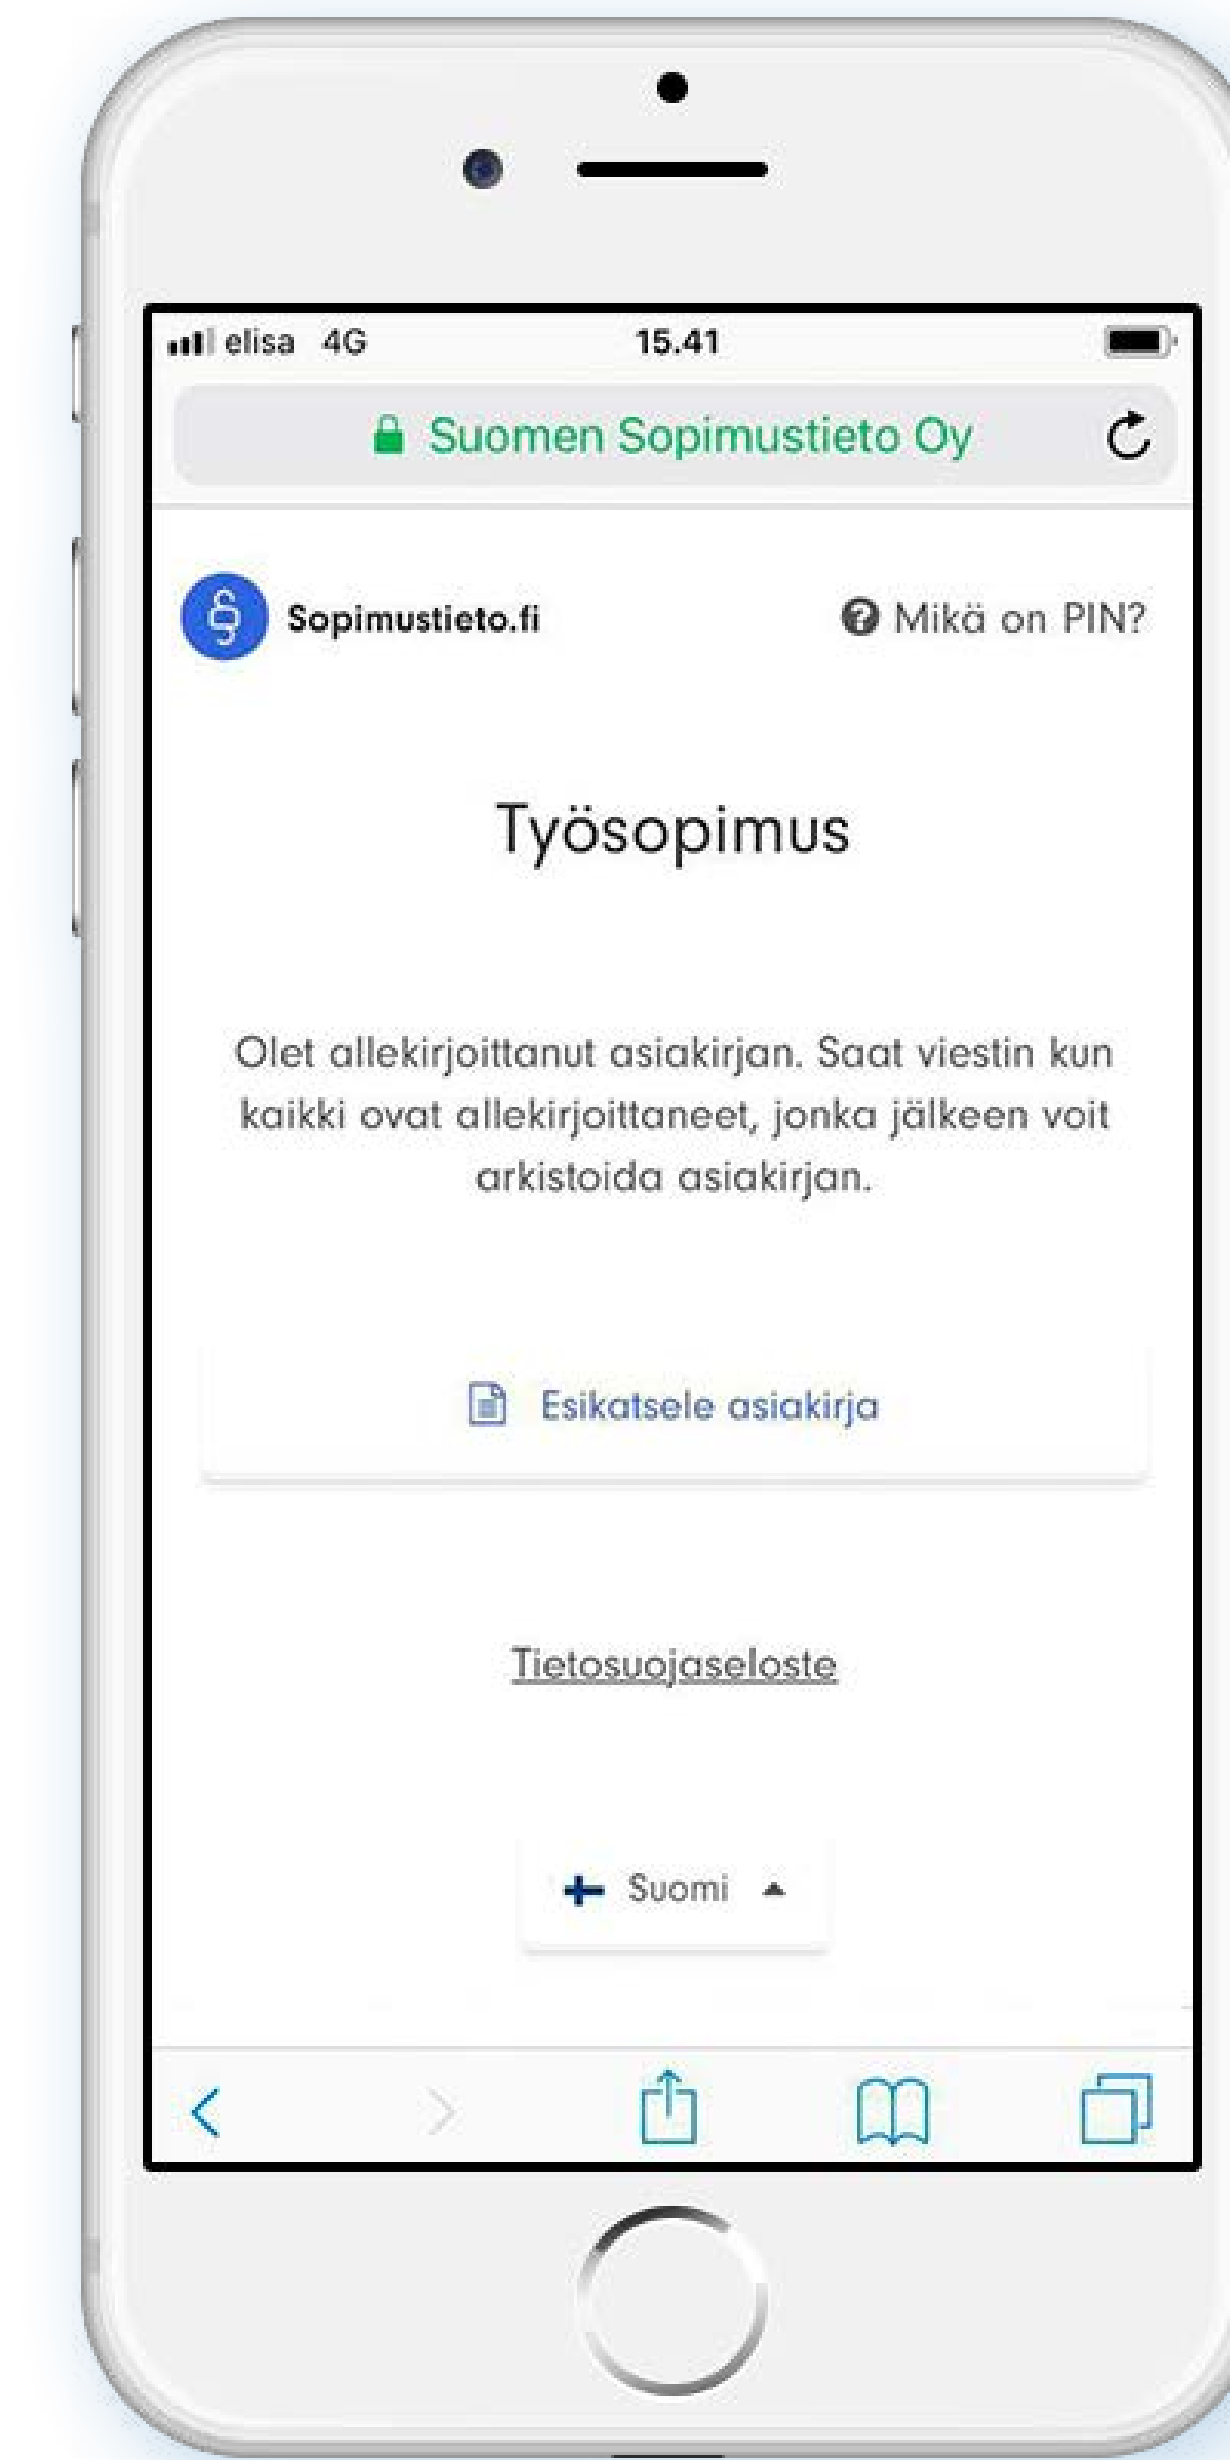 elisa 4G 15.41
Suomen Sopimustieto Oy
Sopimustieto.fi Mikä on PIN?
Työsopimus
Olet allekirjoittanut asiakirjan. Saat viestin kun
kaikki ovat allekirjoittaneet, jonka jälkeen voit
arkistoida asiakirjan.
Esikatsele asiakirja
Tietosuojaseloste
Suomi